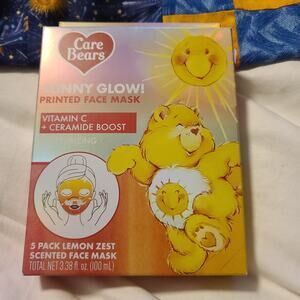 Care
Bears
SUNNY GLOW!
PRINTED FACE MASK
VITAMIN C
+ CERAMIDE BOOST
5 PACK LEMON ZEST
SCENTED FACE MASK
TOTAL NET 3.38 fl. oz. (100 mL)